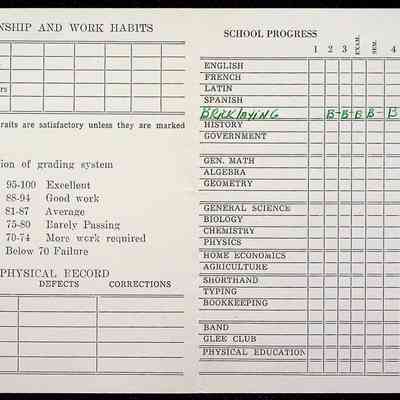 NSHIP AND WORK HABITS
rs
raits are satisfactory unless they are marked
ion of grading system
95-100 Excellent
88-94 Good work
81-87 Average
75-80 Barely Passing
70-74 More work required
Below 70 Failure
PHYSICAL RECORD
DEFECTS CORRECTIONS
SCHOOL PROGRESS
1 2 3 EXAM. SEM. 4
ENGLISH
FRENCH
LATIN
SPANISH
BRICKlAYING B- B- B B- B
HISTORY
GOVERNMENT
GEN. MATH
ALGEBRA
GEOMETRY
GENERAL SCIENCE
BIOLOGY
CHEMISTRY
PHYSICS
HOME ECONOMICS
AGRICULTURE
SHORTHAND
TYPING
BOOKKEEPING
BAND
GLEE CLUB
PHYSICAL EDUCATION